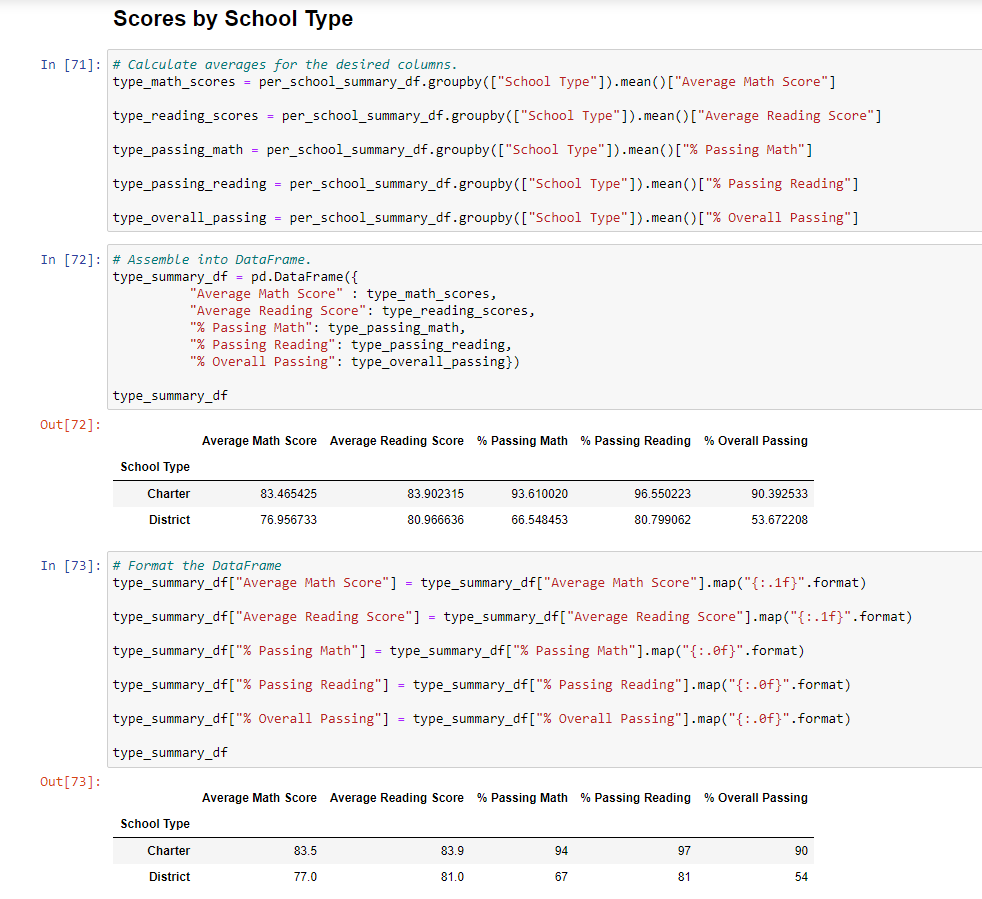 Scores by School Type
In [71]: # Calculate averages for the desired columns.
type_math_scores = per_school_summary_df.groupby(["School Type"]).mean()["Average Math Score"]
type_reading_scores = per_school_summary_df.groupby(["School Type"]).mean()["Average Reading Score"]
type_passing_math = per_school_summary_df.groupby(["School Type"]).mean()["% Passing Math"]
type_passing_reading = per_school_summary_df.groupby(["School Type"]).mean()["% Passing Reading"]
type_overall_passing = per_school_summary_df.groupby(["School Type"]).mean()["% Overall Passing"]
In [72]: # Assemble into DataFrame.
type_summary_df = pd.DataFrame({
          "Average Math Score" : type_math_scores,
          "Average Reading Score": type_reading_scores,
          "% Passing Math": type_passing_math,
          "% Passing Reading": type_passing_reading,
          "% Overall Passing": type_overall_passing})
type_summary_df
Out[72]:
Average Math Score Average Reading Score % Passing Math % Passing Reading % Overall Passing
School Type
Charter 83.465425 83.902315 93.610020 96.550223 90.392533
District 76.956733 80.966636 66.548453 80.799062 53.672208
In [73]: # Format the DataFrame
type_summary_df["Average Math Score"] = type_summary_df["Average Math Score"].map("{:.1f}".format)
type_summary_df["Average Reading Score"] = type_summary_df["Average Reading Score"].map("{:.1f}".format)
type_summary_df["% Passing Math"] = type_summary_df["% Passing Math"].map("{:.0f}".format)
type_summary_df["% Passing Reading"] = type_summary_df["% Passing Reading"].map("{:.0f}".format)
type_summary_df["% Overall Passing"] = type_summary_df["% Overall Passing"].map("{:.0f}".format)
type_summary_df
Out[73]:
Average Math Score Average Reading Score % Passing Math % Passing Reading % Overall Passing
School Type
Charter 83.5 83.9 94 97 90
District 77.0 81.0 67 81 54